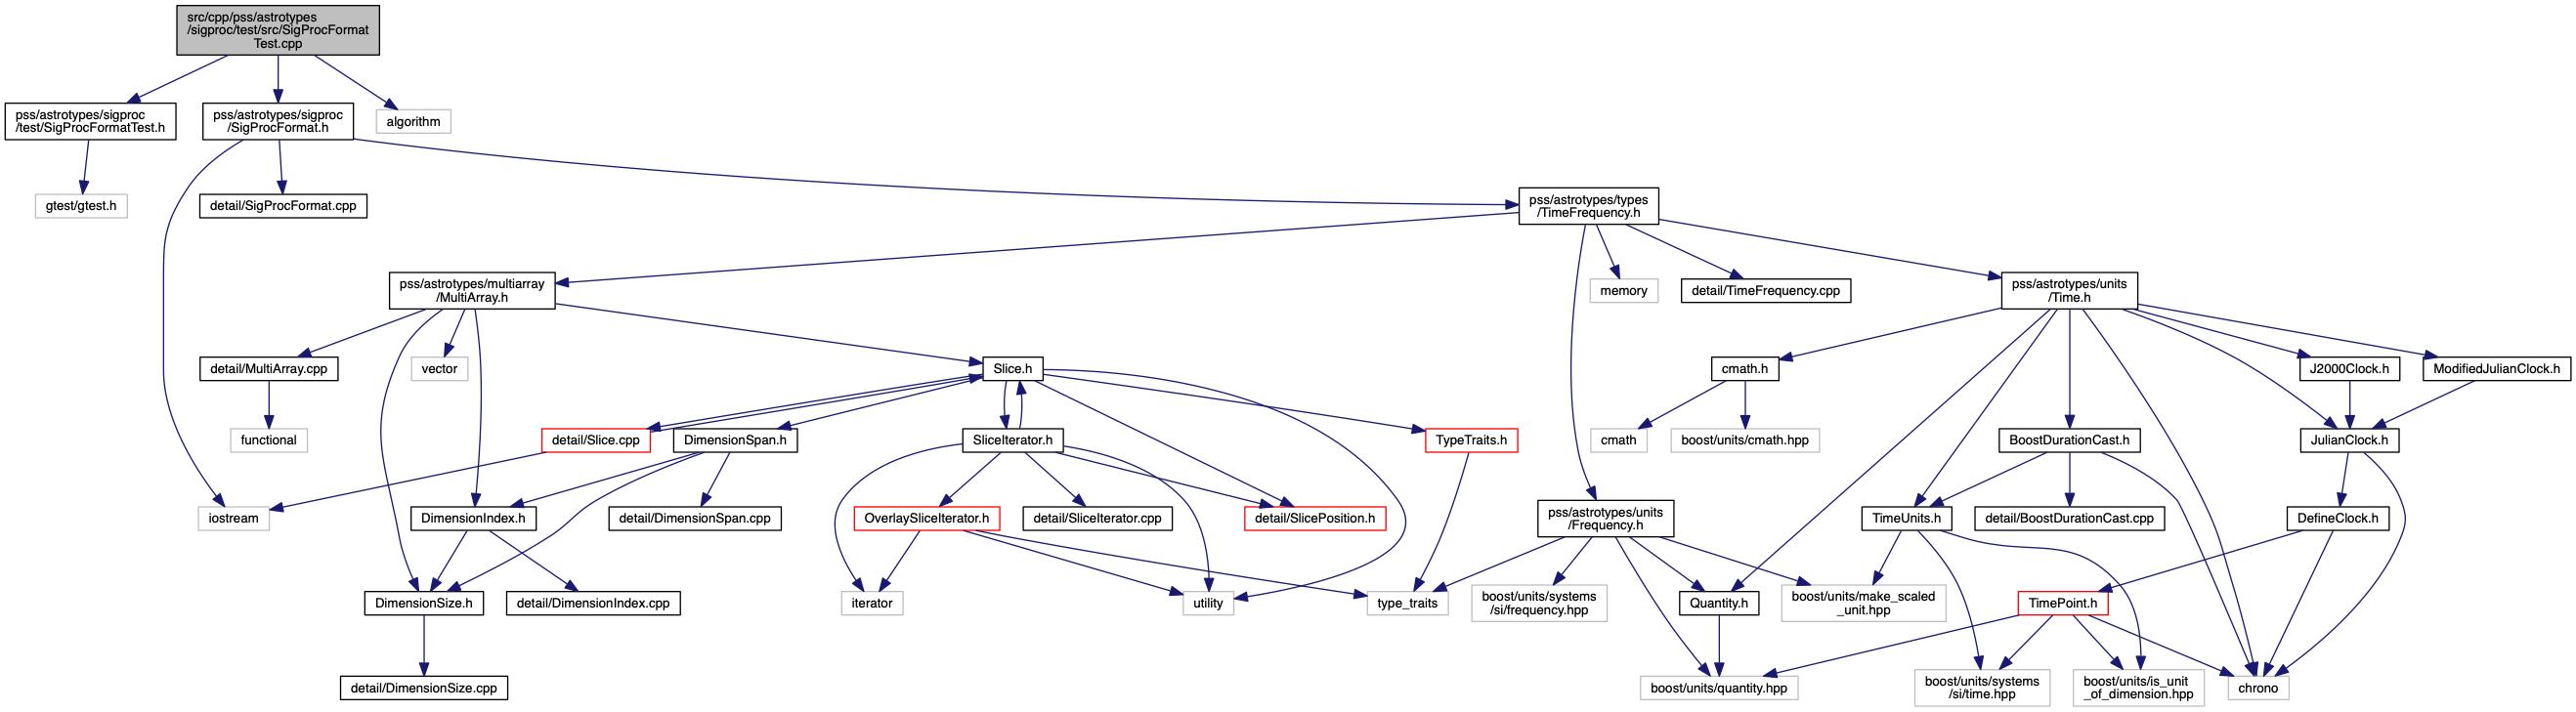 src/cpp/pss/astrotypes
/sigproc/test/src/SigProcFormat
Test.cpp
pss/astrotypes/sigproc
/test/SigProcFormatTest.h
pss/astrotypes/sigproc
/SigProcFormat.h
algorithm
gtest/gtest.h
detail/SigProcFormat.cpp
pss/astrotypes/types
/TimeFrequency.h
pss/astrotypes/multiarray
/MultiArray.h
memory
detail/TimeFrequency.cpp
pss/astrotypes/units
/Time.h
detail/MultiArray.cpp
vector
Slice.h
cmath.h
J2000Clock.h
ModifiedJulianClock.h
functional
detail/Slice.cpp
DimensionSpan.h
SliceIterator.h
TypeTraits.h
cmath
boost/units/cmath.hpp
BoostDurationCast.h
JulianClock.h
iostream
DimensionIndex.h
detail/DimensionSpan.cpp
OverlaySliceIterator.h
detail/SliceIterator.cpp
detail/SlicePosition.h
pss/astrotypes/units
/Frequency.h
TimeUnits.h
detail/BoostDurationCast.cpp
DefineClock.h
DimensionSize.h
detail/DimensionIndex.cpp
iterator
utility
type_traits
boost/units/systems
/si/frequency.hpp
Quantity.h
boost/units/make_scaled
_unit.hpp
TimePoint.h
detail/DimensionSize.cpp
boost/units/quantity.hpp
boost/units/systems
/si/time.hpp
boost/units/is_unit
_of_dimension.hpp
chrono